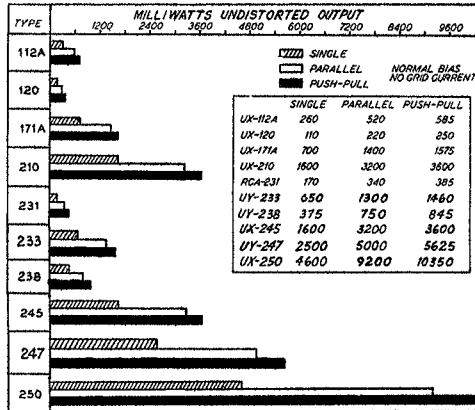 TYPE
MILLIWATTS UNDISTORTED OUTPUT
1200 2400 3600 4800 6000 7200 8400 9600
112A
120
171A
210
231
233
238
245
247
250
SINGLE
PARALLEL
PUSH-PULL
NORMAL BIAS
NO GRID CURRENT
SINGLE PARALLEL PUSH-PULL
UX-112A 260 520 585
UX-120 110 220 250
UX-171A 700 1400 1575
UX-210 1600 3200 3600
RCA-231 170 340 385
UY-233 650 1300 1460
UY-238 375 750 845
UX-245 1600 3200 3600
UY-247 2500 5000 5625
UX-250 4600 9200 10350